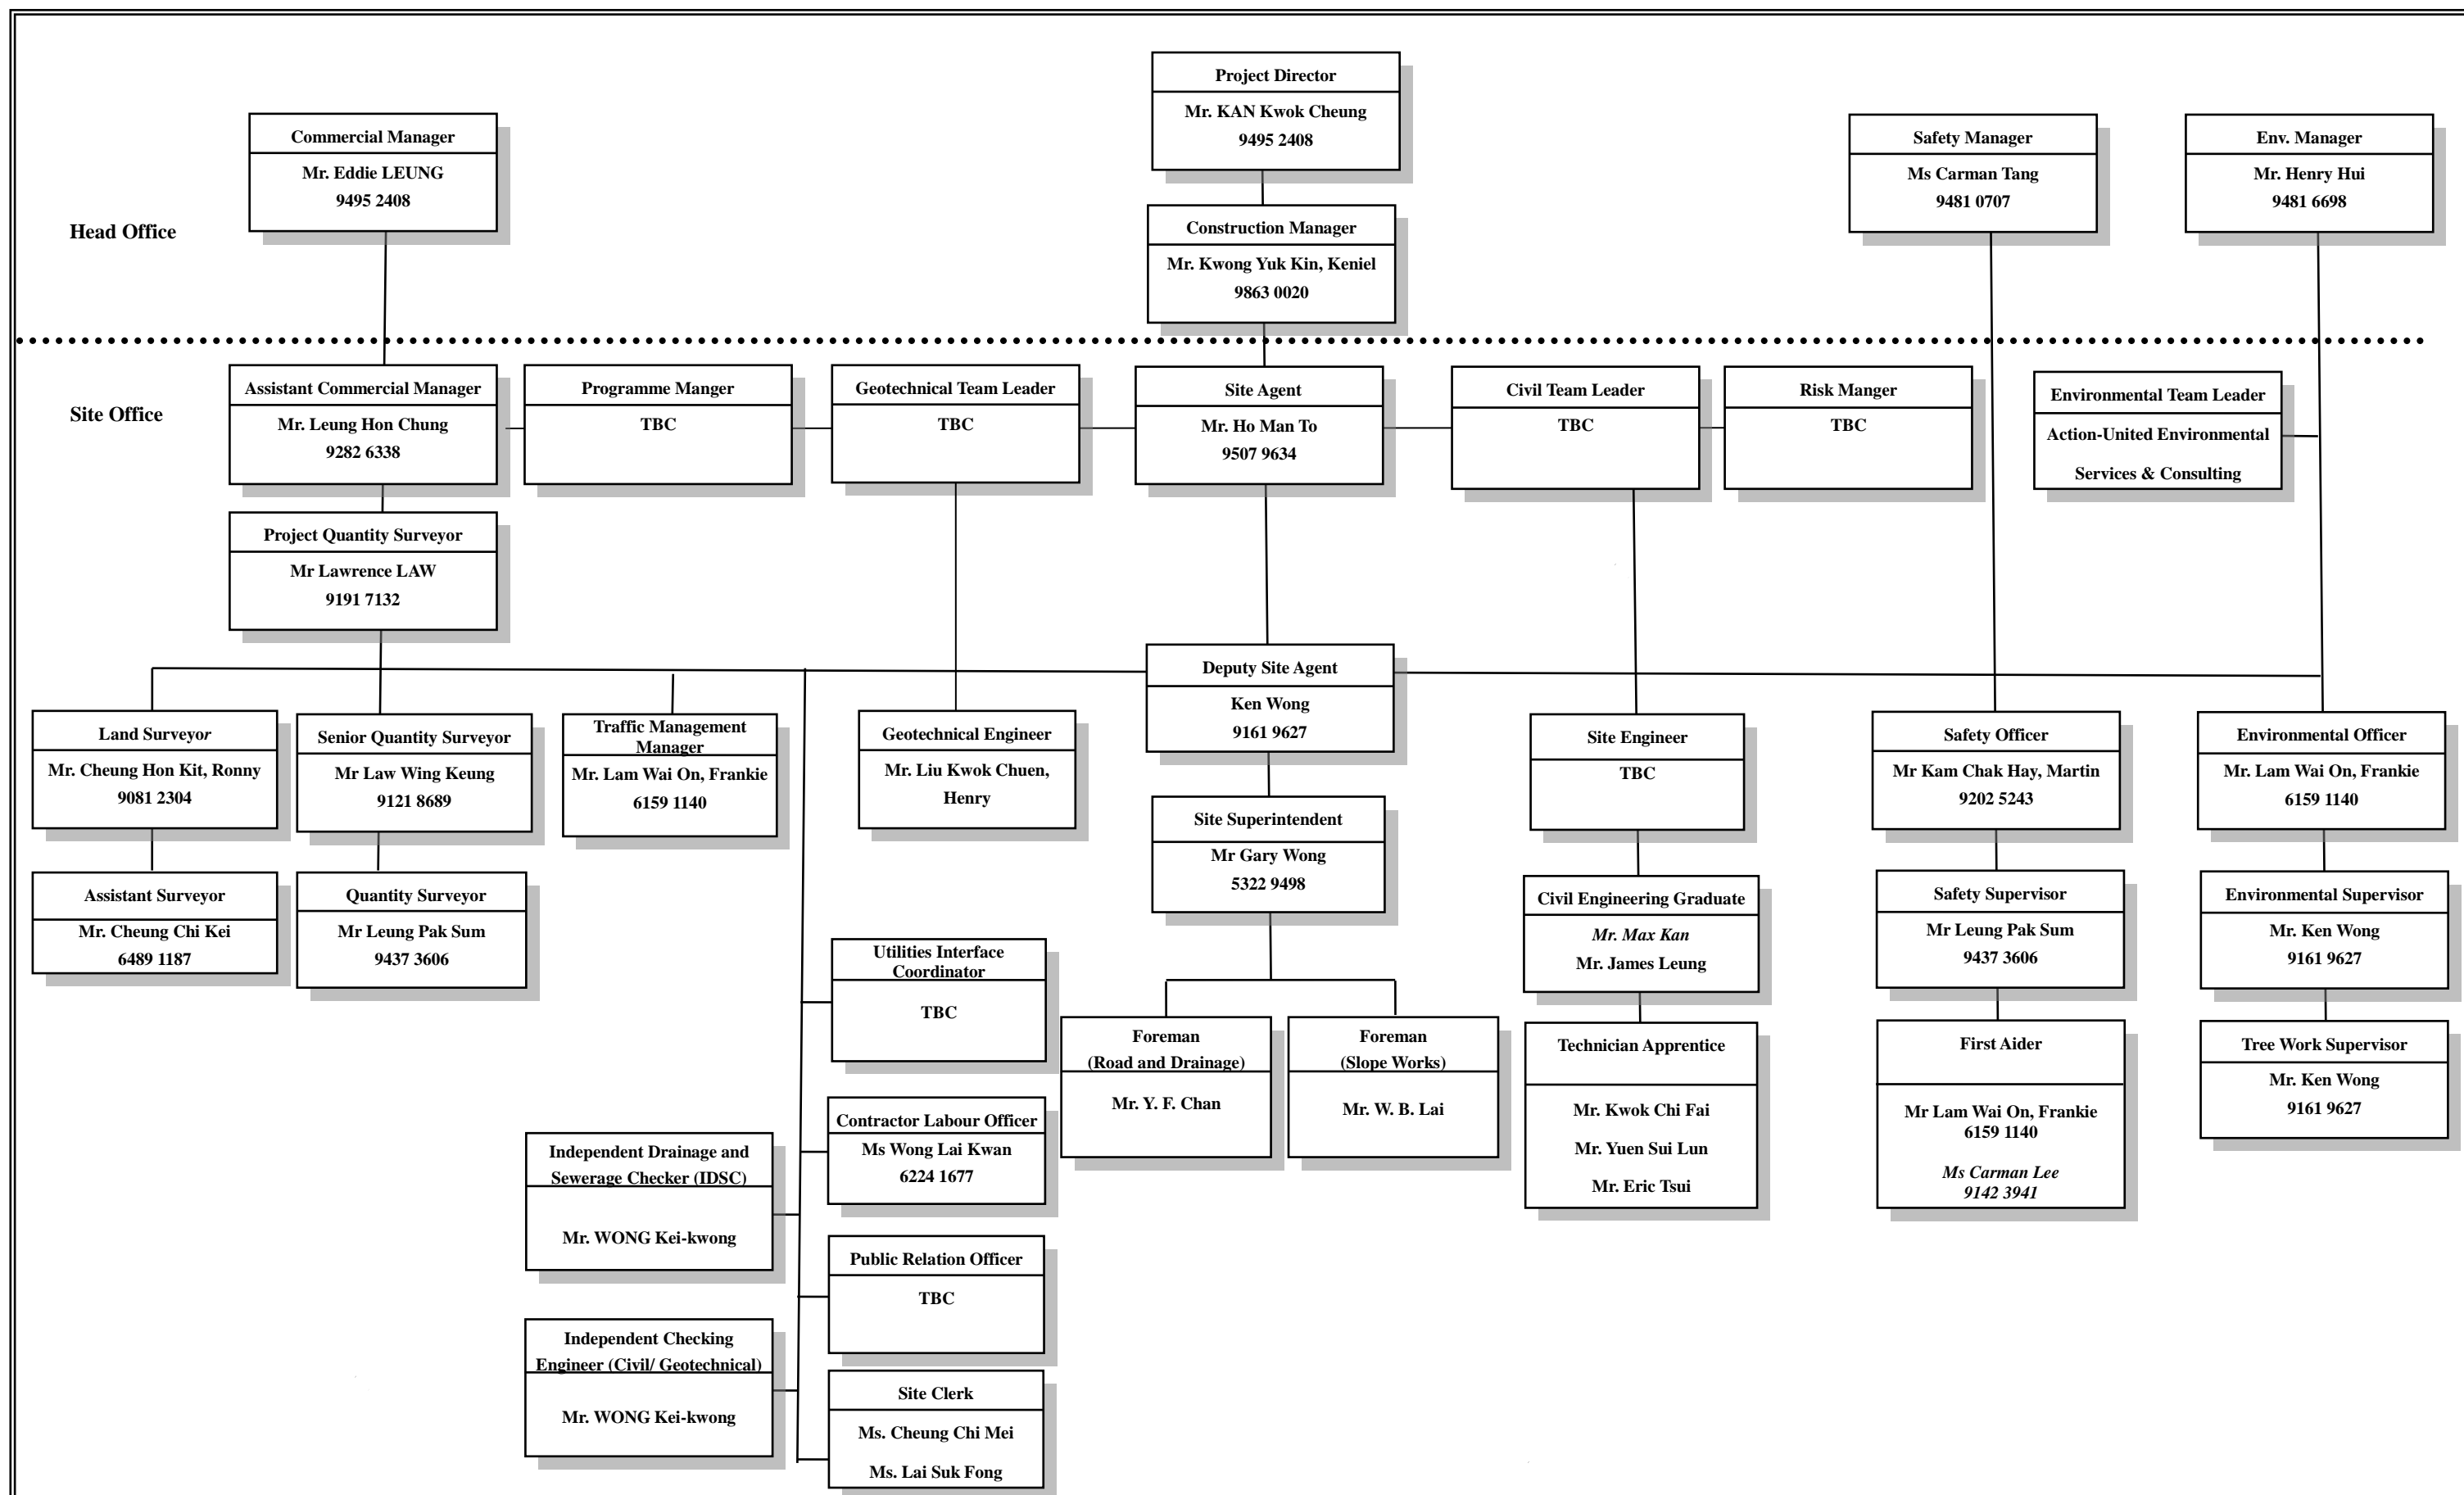 Project Director
Mr. KAN Kwok Cheung
9495 2408
Commercial Manager
Mr. Eddie LEUNG
9495 2408
Safety Manager
Ms Carman Tang
9481 0707
Env. Manager
Mr. Henry Hui
9481 6698
Head Office
Construction Manager
Mr. Kwong Yuk Kin, Keniel
9863 0020
Site Office
Assistant Commercial Manager
Mr. Leung Hon Chung
9282 6338
Programme Manger
TBC
Geotechnical Team Leader
TBC
Site Agent
Mr. Ho Man To
9507 9634
Civil Team Leader
TBC
Risk Manger
TBC
Environmental Team Leader
Action-United Environmental
Services & Consulting
Project Quantity Surveyor
Mr Lawrence LAW
9191 7132
Deputy Site Agent
Ken Wong
9161 9627
Land Surveyor
Mr. Cheung Hon Kit, Ronny
9081 2304
Senior Quantity Surveyor
Mr Law Wing Keung
9121 8689
Traffic Management
Manager
Mr. Lam Wai On, Frankie
6159 1140
Geotechnical Engineer
Mr. Liu Kwok Chuen,
Henry
Site Engineer
TBC
Safety Officer
Mr Kam Chak Hay, Martin
9202 5243
Environmental Officer
Mr. Lam Wai On, Frankie
6159 1140
Site Superintendent
Mr Gary Wong
5322 9498
Assistant Surveyor
Mr. Cheung Chi Kei
6489 1187
Quantity Surveyor
Mr Leung Pak Sum
9437 3606
Civil Engineering Graduate
Mr. Max Kan
Mr. James Leung
Safety Supervisor
Mr Leung Pak Sum
9437 3606
Environmental Supervisor
Mr. Ken Wong
9161 9627
Utilities Interface
Coordinator
TBC
Foreman
(Road and Drainage)
Mr. Y. F. Chan
Foreman
(Slope Works)
Mr. W. B. Lai
Technician Apprentice
Mr. Kwok Chi Fai
Mr. Yuen Sui Lun
Mr. Eric Tsui
First Aider
Mr Lam Wai On, Frankie
6159 1140
Ms Carman Lee
9142 3941
Tree Work Supervisor
Mr. Ken Wong
9161 9627
Contractor Labour Officer
Ms Wong Lai Kwan
6224 1677
Independent Drainage and
Sewerage Checker (IDSC)
Mr. WONG Kei-kwong
Public Relation Officer
TBC
Independent Checking
Engineer (Civil/ Geotechnical)
Mr. WONG Kei-kwong
Site Clerk
Ms. Cheung Chi Mei
Ms. Lai Suk Fong